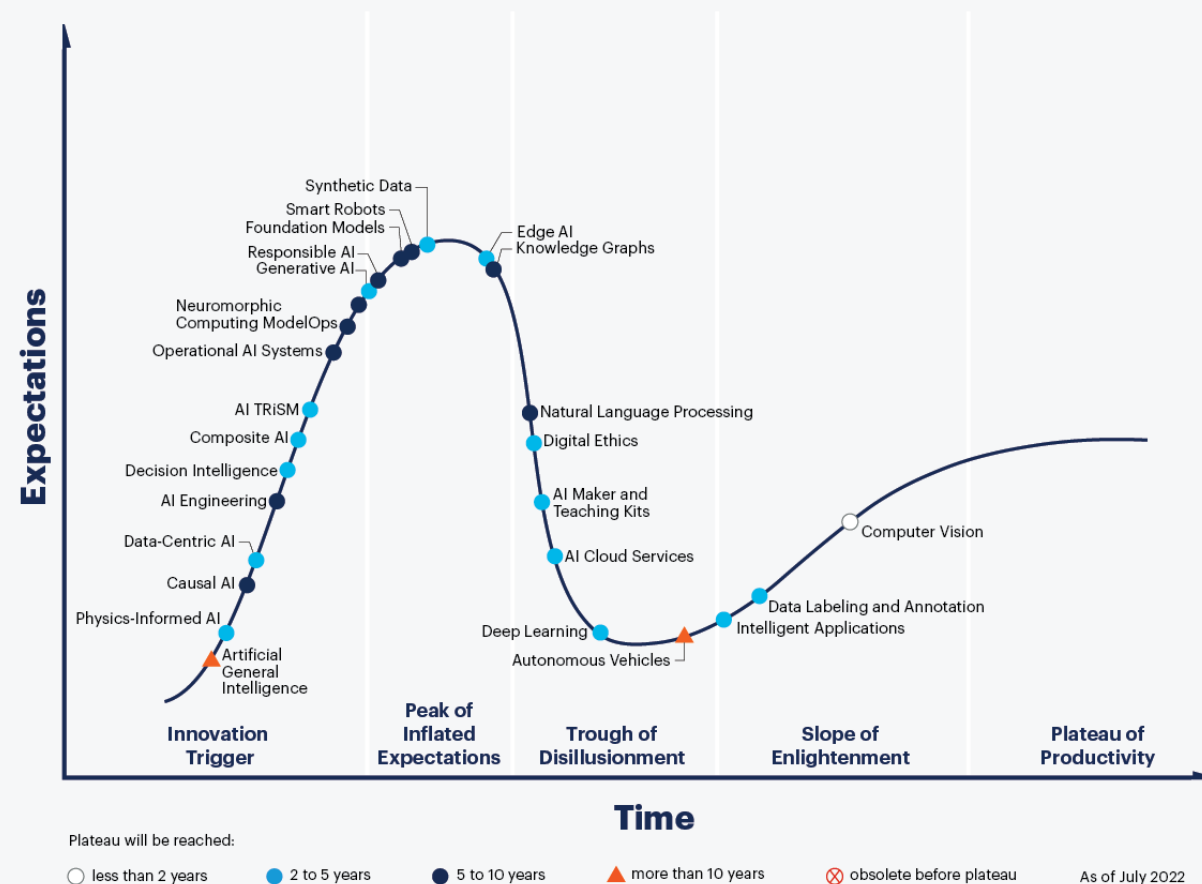 Expectations
Synthetic Data
Smart Robots
Foundation Models
Responsible AI
Generative AI
Neuromorphic
Computing ModelOps
Operational AI Systems
AI TRiSM
Composite AI
Decision Intelligence
AI Engineering
Data-Centric AI
Causal AI
Physics-Informed AI
Artificial
General
Intelligence
Edge AI
Knowledge Graphs
Natural Language Processing
Digital Ethics
AI Maker and
Teaching Kits
AI Cloud Services
Deep Learning
Autonomous Vehicles
Computer Vision
Data Labeling and Annotation
Intelligent Applications
Innovation
Trigger
Peak of
Inflated
Expectations
Trough of
Disillusionment
Slope of
Enlightenment
Plateau of
Productivity
Time
Plateau will be reached:
less than 2 years
2 to 5 years
5 to 10 years
more than 10 years
obsolete before plateau
As of July 2022